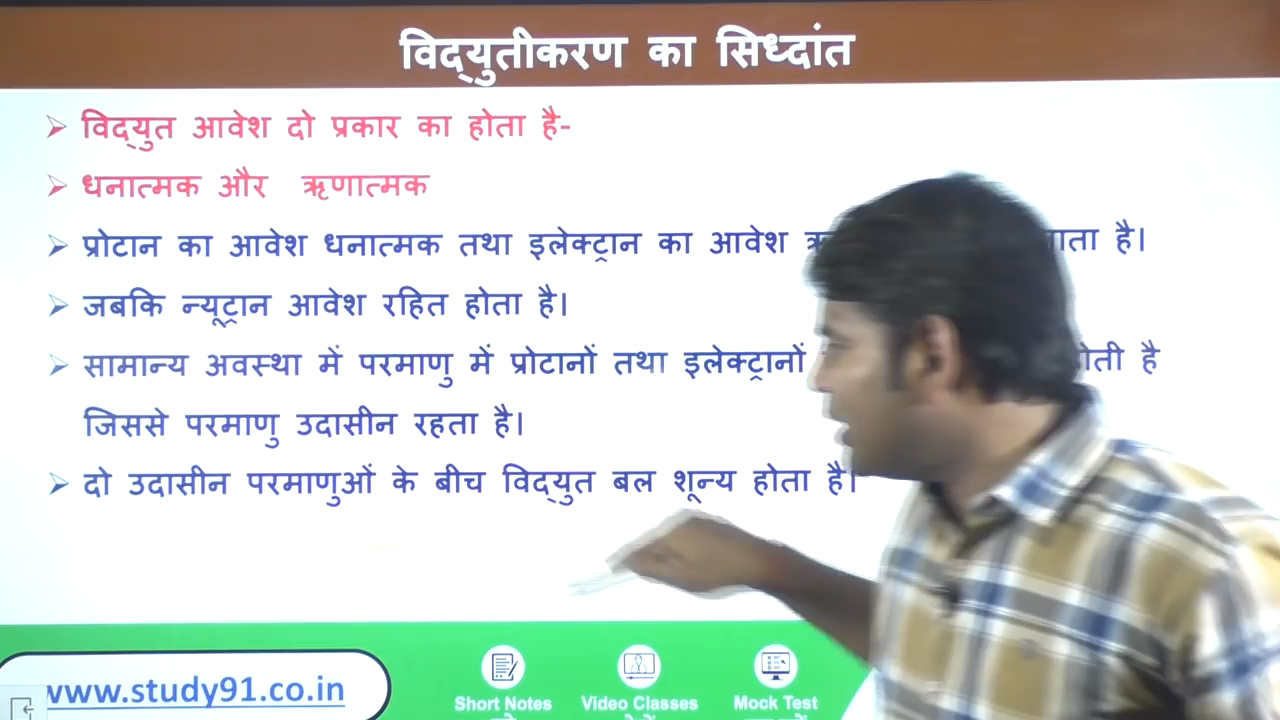 विद्युतीकरण का सिध्दांत
विद्युत आवेश दो प्रकार का होता है-
धनात्मक और ऋणात्मक
प्रोटान का आवेश धनात्मक तथा इलेक्ट्रान का आवेश है।
जबकि न्यूट्रान आवेश रहित होता है।
सामान्य अवस्था में परमाणु में प्रोटानों तथा इलेक्ट्रानों है
जिससे परमाणु उदासीन रहता है।
दो उदासीन परमाणुओं के बीच विद्युत बल शून्य होता है।
www.study91.co.in
Short Notes
Video Classes
Mock Test